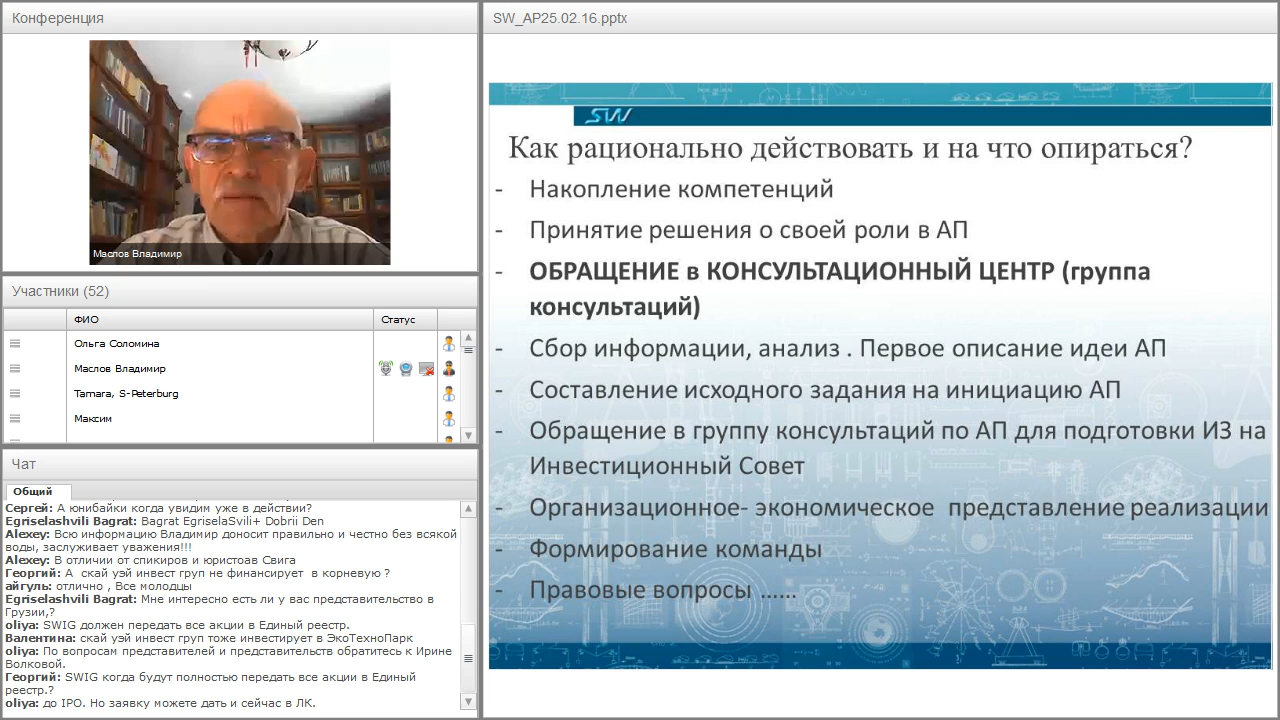 Конференция
Маслов Владимир
Участники (52)
ФИО
Статус
Ольга Соломина
Маслов Владимир
Tamara, S-Peterburg
Максим
Чат
Общий
Сергей: А юнибайки когда увидим уже в действии?
Egriselashvili Bagrat: Bagrat EgriselaSvili+ Dobrii Den
Alexey: Всю информацию Владимир доносит правильно и честно без всякой
воды, заслуживает уважения!!!
Alexey: В отличии от спикиров и юристоав Свига
Георгий: А скай уэй инвест груп не финансирует в корневую ?
айгуль: отлично , Все молодцы
Egriselashvili Bagrat: Мне интересно есть ли у вас представительство в
Грузии,?
oliya: SWIG должен передать все акции в Единый реестр.
Валентина: скай уэй инвест груп тоже инвестирует в ЭкоТехноПарк
oliya: По вопросам представителей и представительств обратитесь к Ирине
Волковой.
Георгий: SWIG когда будут полностью передать все акции в Единый
реестр.?
oliya: до IPO. Но заявку можете дать и сейчас в ЛК.
SW_AP25.02.16.pptx
SW
Как рационально действовать и на что опираться?
- Накопление компетенций
- Принятие решения о своей роли в АП
- ОБРАЩЕНИЕ в КОНСУЛЬТАЦИОННЫЙ ЦЕНТР (группа
консультаций)
- Сбор информации, анализ . Первое описание идеи АП
- Составление исходного задания на инициацию АП
- Обращение в группу консультаций по АП для подготовки ИЗ на
Инвестиционный Совет
- Организационное- экономическое представление реализации
- Формирование команды
- Правовые вопросы ......